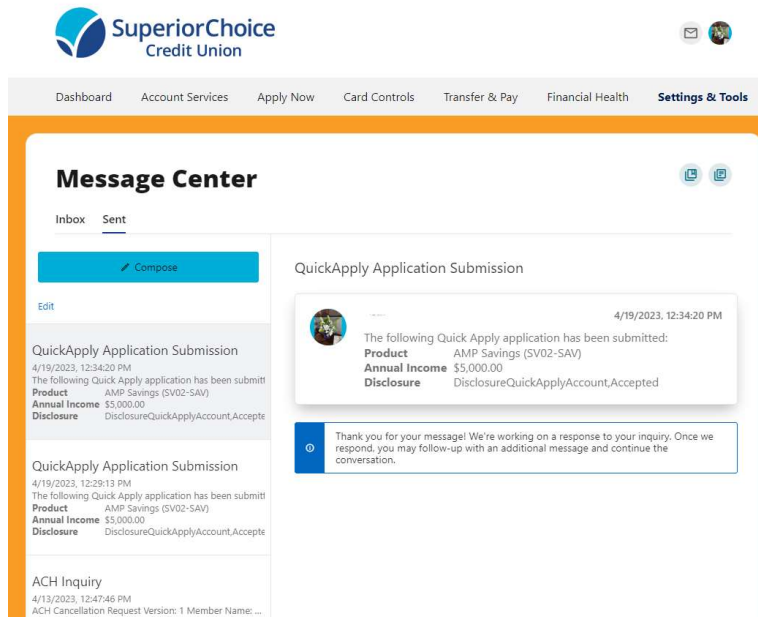 SuperiorChoice
Credit Union
Dashboard Account Services Apply Now Card Controls Transfer & Pay Financial Health Settings & Tools
Message Center
Inbox Sent
Compose
Edit
QuickApply Application Submission
4/19/2023, 12:34:20 PM
The following Quick Apply application has been submitt
Product AMP Savings (SV02-SAV)
Annual Income $5,000.00
Disclosure DisclosureQuickApplyAccount,Accepte
QuickApply Application Submission
4/19/2023, 12:29:13 PM
The following Quick Apply application has been submitt
Product AMP Savings (SV02-SAV)
Annual Income $5,000.00
Disclosure DisclosureQuickApplyAccount,Accepte
ACH Inquiry
4/13/2023, 12:47:46 PM
ACH Cancellation Request Version: 1 Member Name: ...
QuickApply Application Submission
4/19/2023, 12:34:20 PM
The following Quick Apply application has been submitted:
Product AMP Savings (SV02-SAV)
Annual Income $5,000.00
Disclosure DisclosureQuickApplyAccount,Accepted
Thank you for your message! We're working on a response to your inquiry. Once we
respond, you may follow-up with an additional message and continue the
conversation.